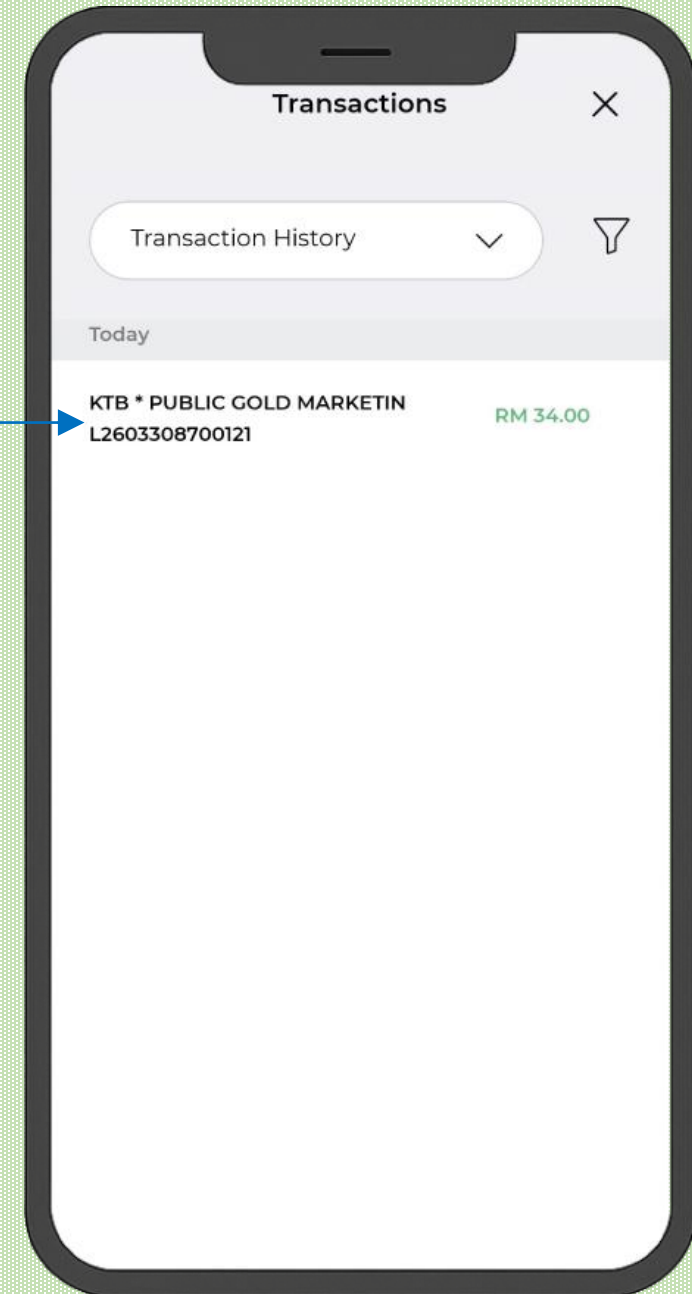 Transactions
Transaction History
Today
KTB * PUBLIC GOLD MARKETIN
RM 34.00
L2603308700121